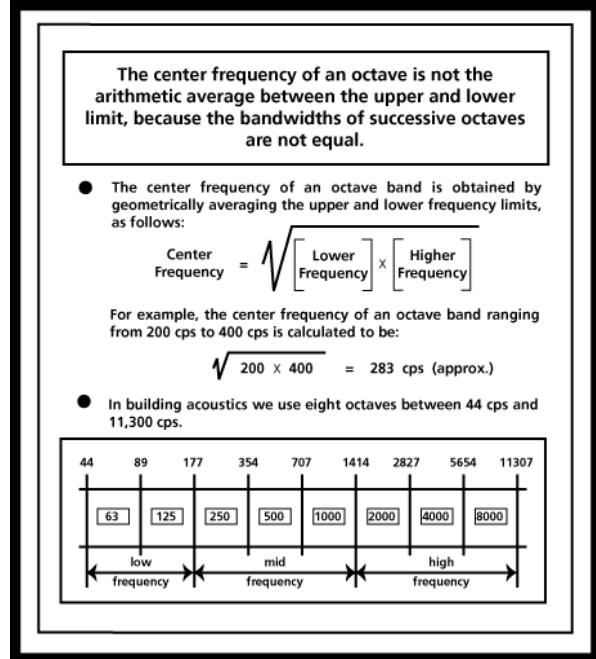 The center frequency of an octave is not the
arithmetic average between the upper and lower
limit, because the bandwidths of successive octaves
are not equal.
● The center frequency of an octave band is obtained by
geometrically averaging the upper and lower frequency limits,
as follows:
Center Frequency = √[Lower Frequency] x [Higher Frequency]
For example, the center frequency of an octave band ranging
from 200 cps to 400 cps is calculated to be:
√200 X 400 = 283 cps (approx.)
● In building acoustics we use eight octaves between 44 cps and
11,300 cps.
44 89 177 354 707 1414 2827 5654 11307
63 125 250 500 1000 2000 4000 8000
low mid high
frequency frequency frequency